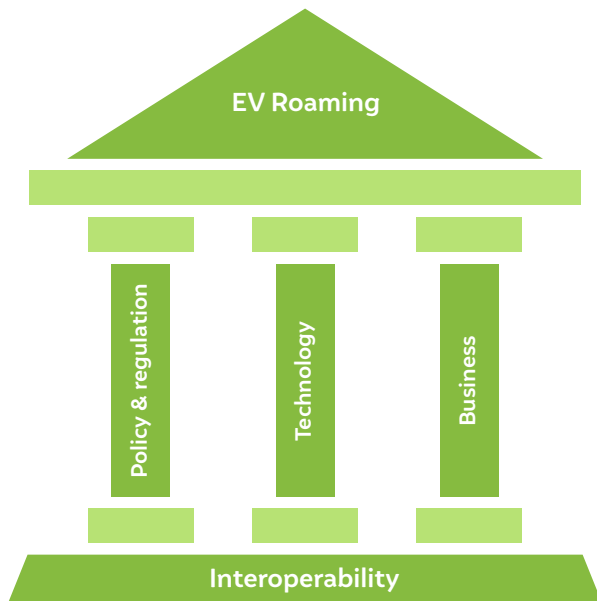 EV Roaming
Policy & regulation
Technology
Business
Interoperability